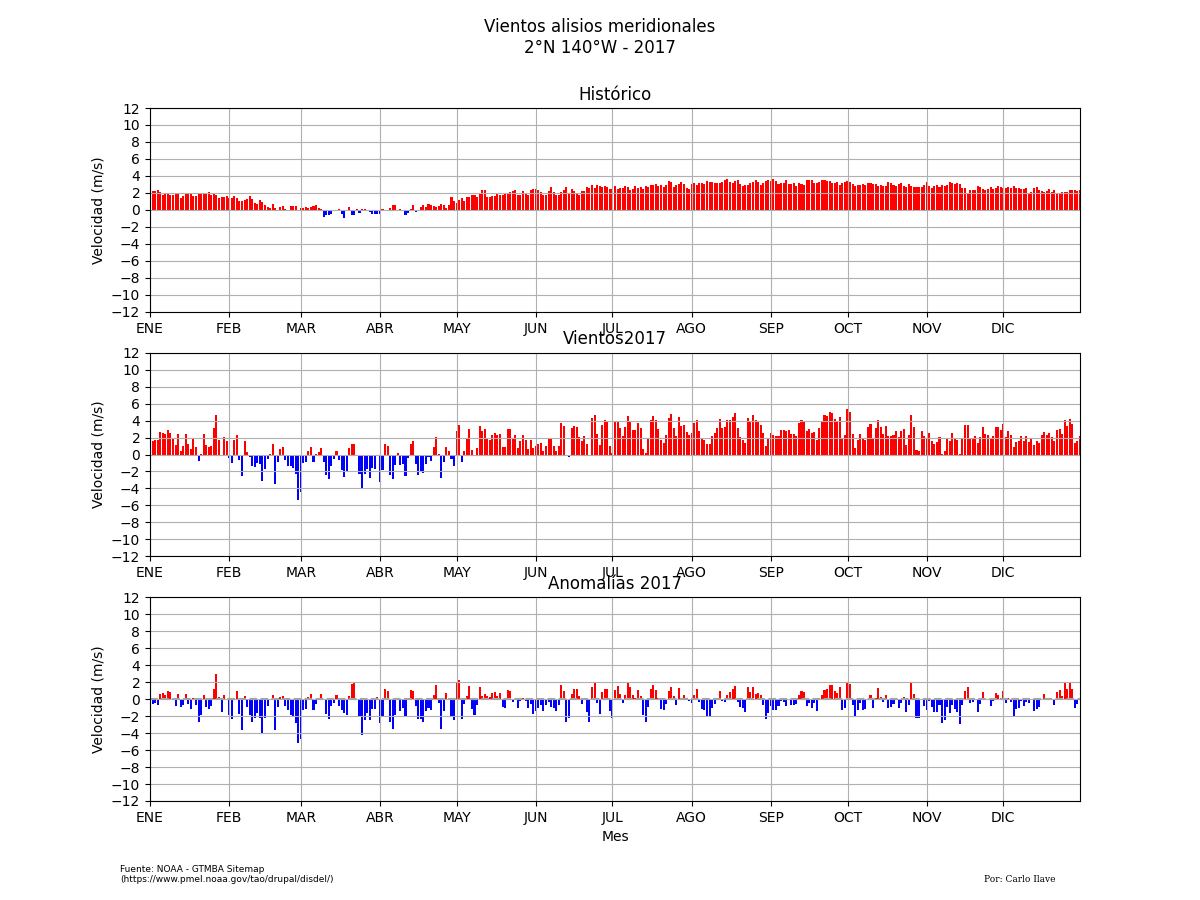 Vientos alisios meridionales
2°N 140°W - 2017
Histórico
12
10
8
6
4
2
0
−2
−4
−6
−8
−10
−12
Velocidad (m/s)
ENE FEB MAR ABR MAY JUN JUL AGO SEP OCT NOV DIC
Vientos2017
12
10
8
6
4
2
0
−2
−4
−6
−8
−10
−12
Velocidad (m/s)
ENE FEB MAR ABR MAY JUN JUL AGO SEP OCT NOV DIC
Anomalías 2017
12
10
8
6
4
2
0
−2
−4
−6
−8
−10
−12
Velocidad (m/s)
ENE FEB MAR ABR MAY JUN JUL AGO SEP OCT NOV DIC
Mes
Fuente: NOAA - GTMBA Sitemap
(https://www.pmel.noaa.gov/tao/drupal/disdel/)
Por: Carlo Ilave